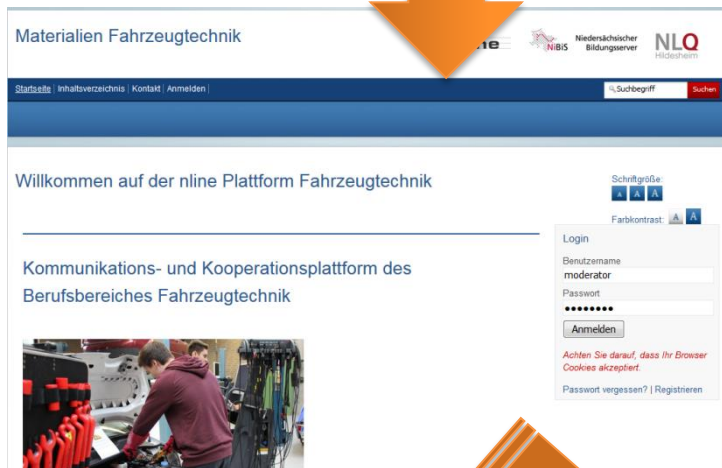 Materialien Fahrzeugtechnik
NiBiS
Niedersächsischer
Bildungsserver
NLQ
Hildesheim
Startseite | Inhaltsverzeichnis | Kontakt | Anmelden |
Suchbegriff
Suchen
Willkommen auf der nline Plattform Fahrzeugtechnik
Schriftgröße:
A A A
Farbkontrast: A A
Login
Benutzername
moderator
Passwort
••••••••
Anmelden
Achten Sie darauf, dass Ihr Browser
Cookies akzeptiert.
Passwort vergessen? | Registrieren
Kommunikations- und Kooperationsplattform des
Berufsbereiches Fahrzeugtechnik